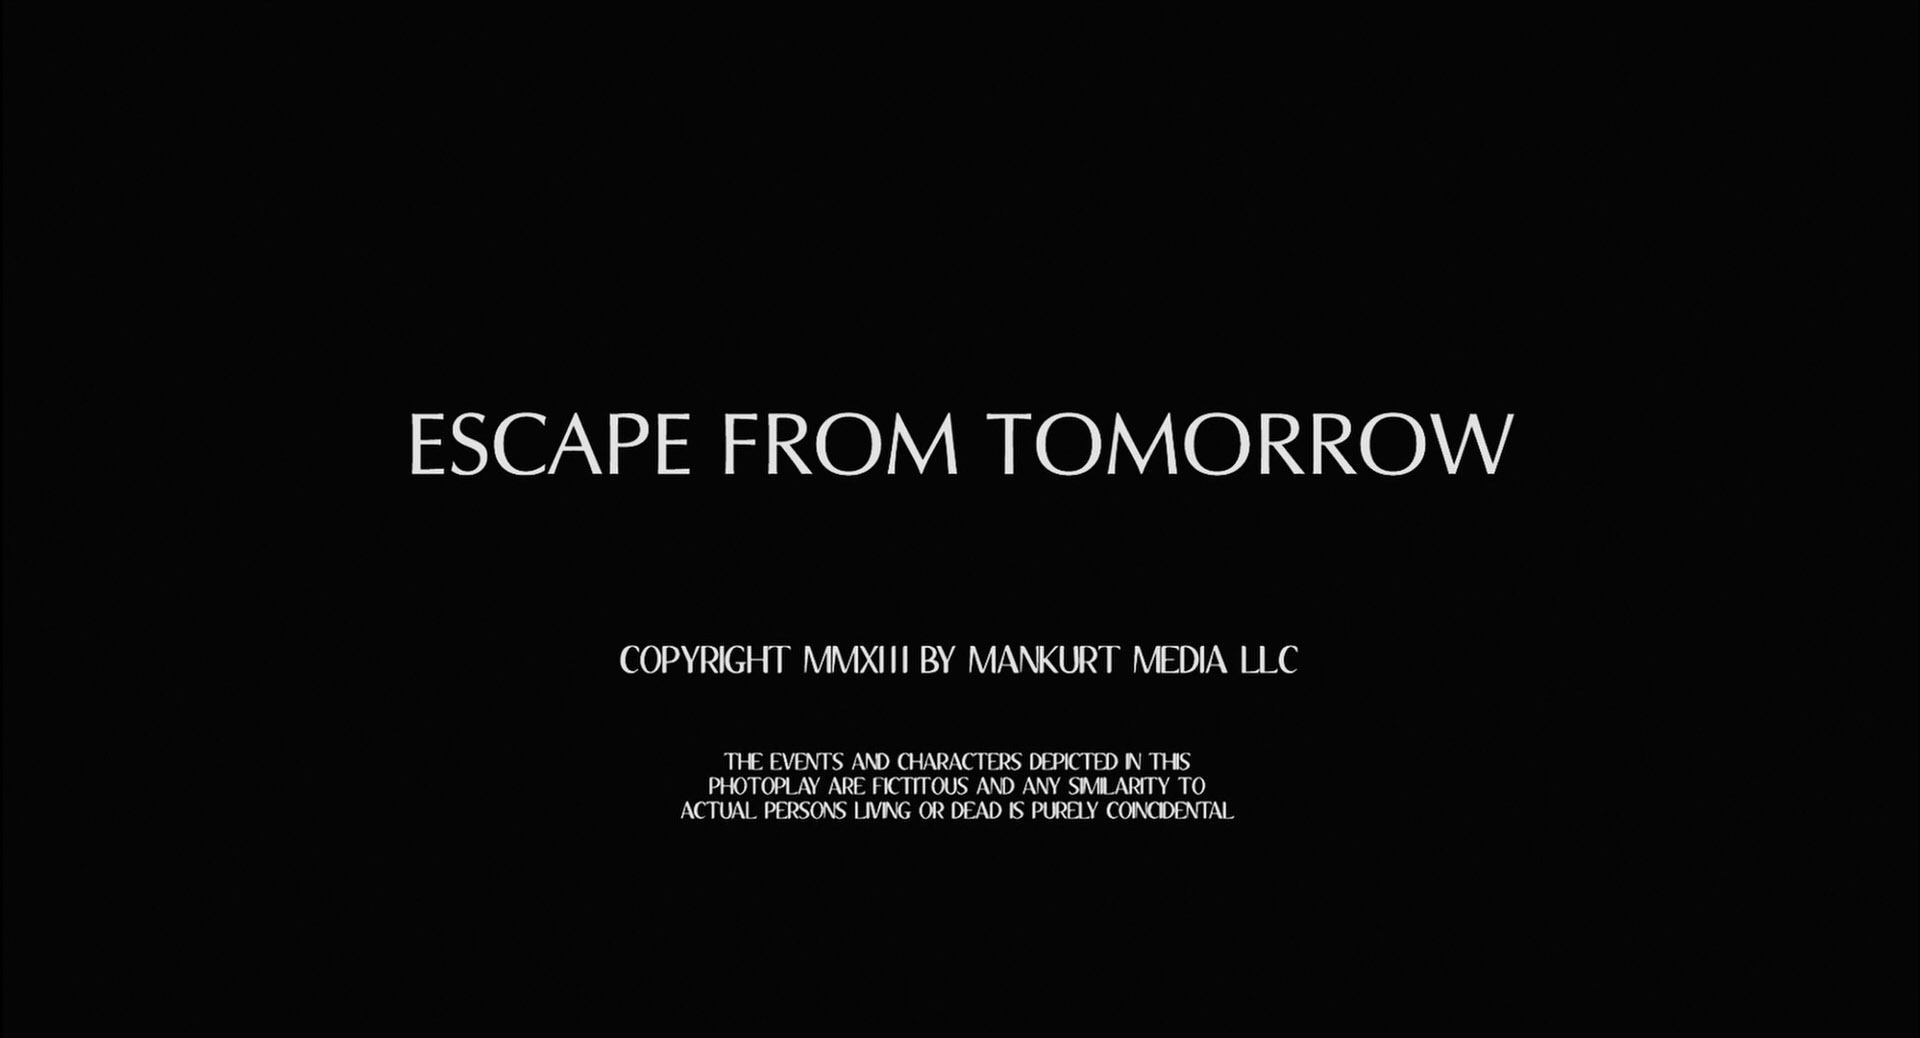 ESCAPE FROM TOMORROW
COPYRIGHT MMXIII BY MANKURT MEDIA LLC
THE EVENTS AND CHARACTERS DEPICTED IN THIS
PHOTOPLAY ARE FICTITOUS AND ANY SIMILARITY TO
ACTUAL PERSONS LIVING OR DEAD IS PURELY COINCIDENTAL